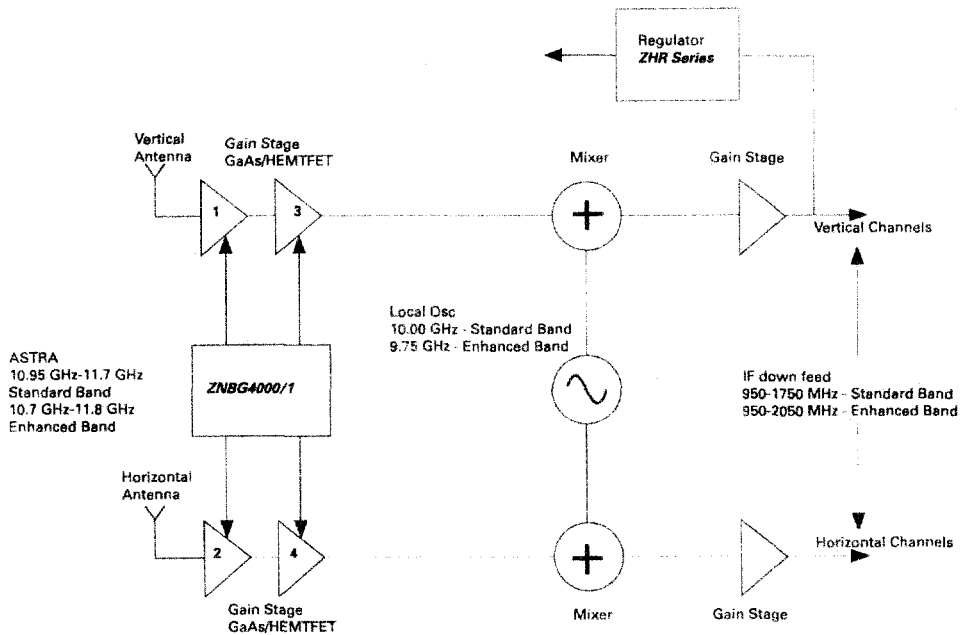 Regulator
ZHR Series
Vertical
Antenna
Gain Stage
GaAs/HEMTFET
Mixer
Gain Stage
1
3
+
Vertical Channels
Local Osc
10.00 GHz - Standard Band
9.75 GHz - Enhanced Band
ASTRA
10.95 GHz-11.7 GHz
Standard Band
10.7 GHz-11.8 GHz
Enhanced Band
ZNBG4000/1
IF down feed
950-1750 MHz - Standard Band
950-2050 MHz - Enhanced Band
Horizontal
Antenna
2
4
+
Horizontal Channels
Gain Stage
GaAs/HEMTFET
Mixer
Gain Stage